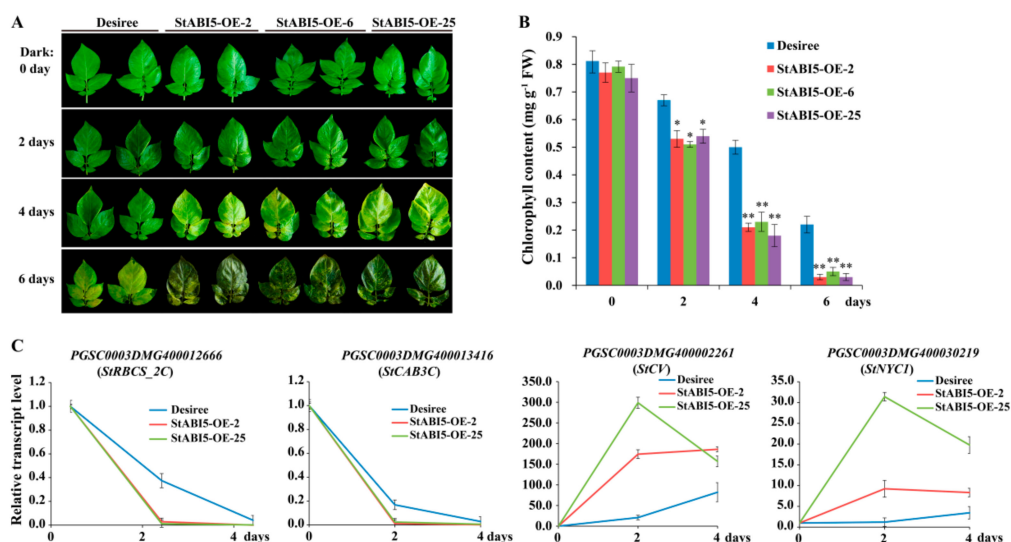 A
Desiree StABI5-OE-2 StABI5-OE-6 StABI5-OE-25
Dark:
0 day
2 days
4 days
6 days
B
Chlorophyll content (mg g-1 FW)
0.9
0.8
0.7
0.6
0.5
0.4
0.3
0.2
0.1
0.0
Desiree
StABI5-OE-2
StABI5-OE-6
StABI5-OE-25
* * *
** ** **
** ** **
0 2 4 6 days
C
Relative transcript level
PGSC0003DMG400012666
(StRBCS_2C)
1.2
1.0
0.8
0.6
0.4
0.2
0.0
Desiree
StABI5-OE-2
StABI5-OE-25
0 2 4 days
PGSC0003DMG400013416
(StCAB3C)
1.2
1.0
0.8
0.6
0.4
0.2
0.0
Desiree
StABI5-OE-2
StABI5-OE-25
0 2 4 days
PGSC0003DMG400002261
(StCV)
350.0
300.0
250.0
200.0
150.0
100.0
50.0
0.0
Desiree
StABI5-OE-2
StABI5-OE-25
0 2 4 days
PGSC0003DMG400030219
(StNYC1)
35.0
30.0
25.0
20.0
15.0
10.0
5.0
0.0
Desiree
StABI5-OE-2
StABI5-OE-25
0 2 4 days